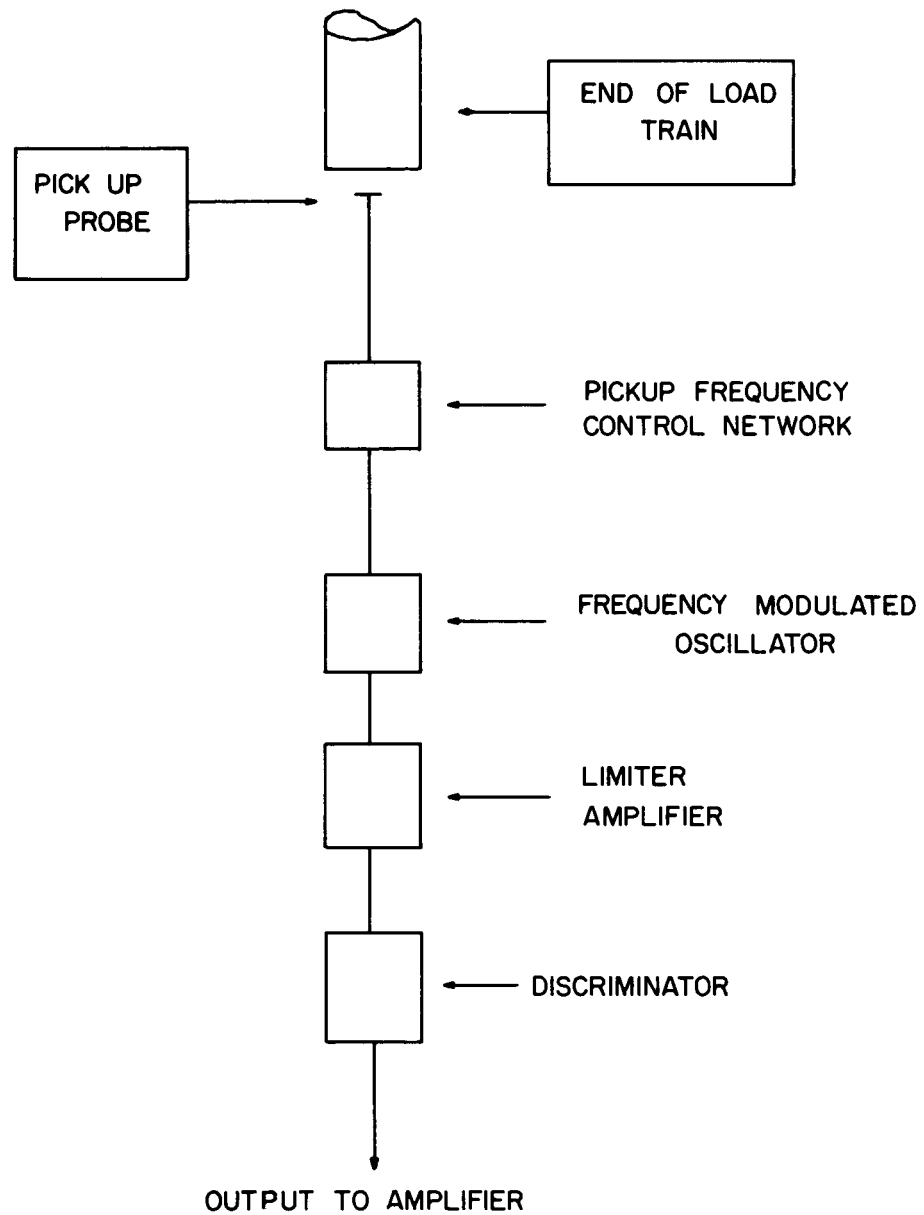 END OF LOAD
TRAIN
PICK UP
PROBE
PICKUP FREQUENCY
CONTROL NETWORK
FREQUENCY MODULATED
OSCILLATOR
LIMITER
AMPLIFIER
DISCRIMINATOR
OUTPUT TO AMPLIFIER